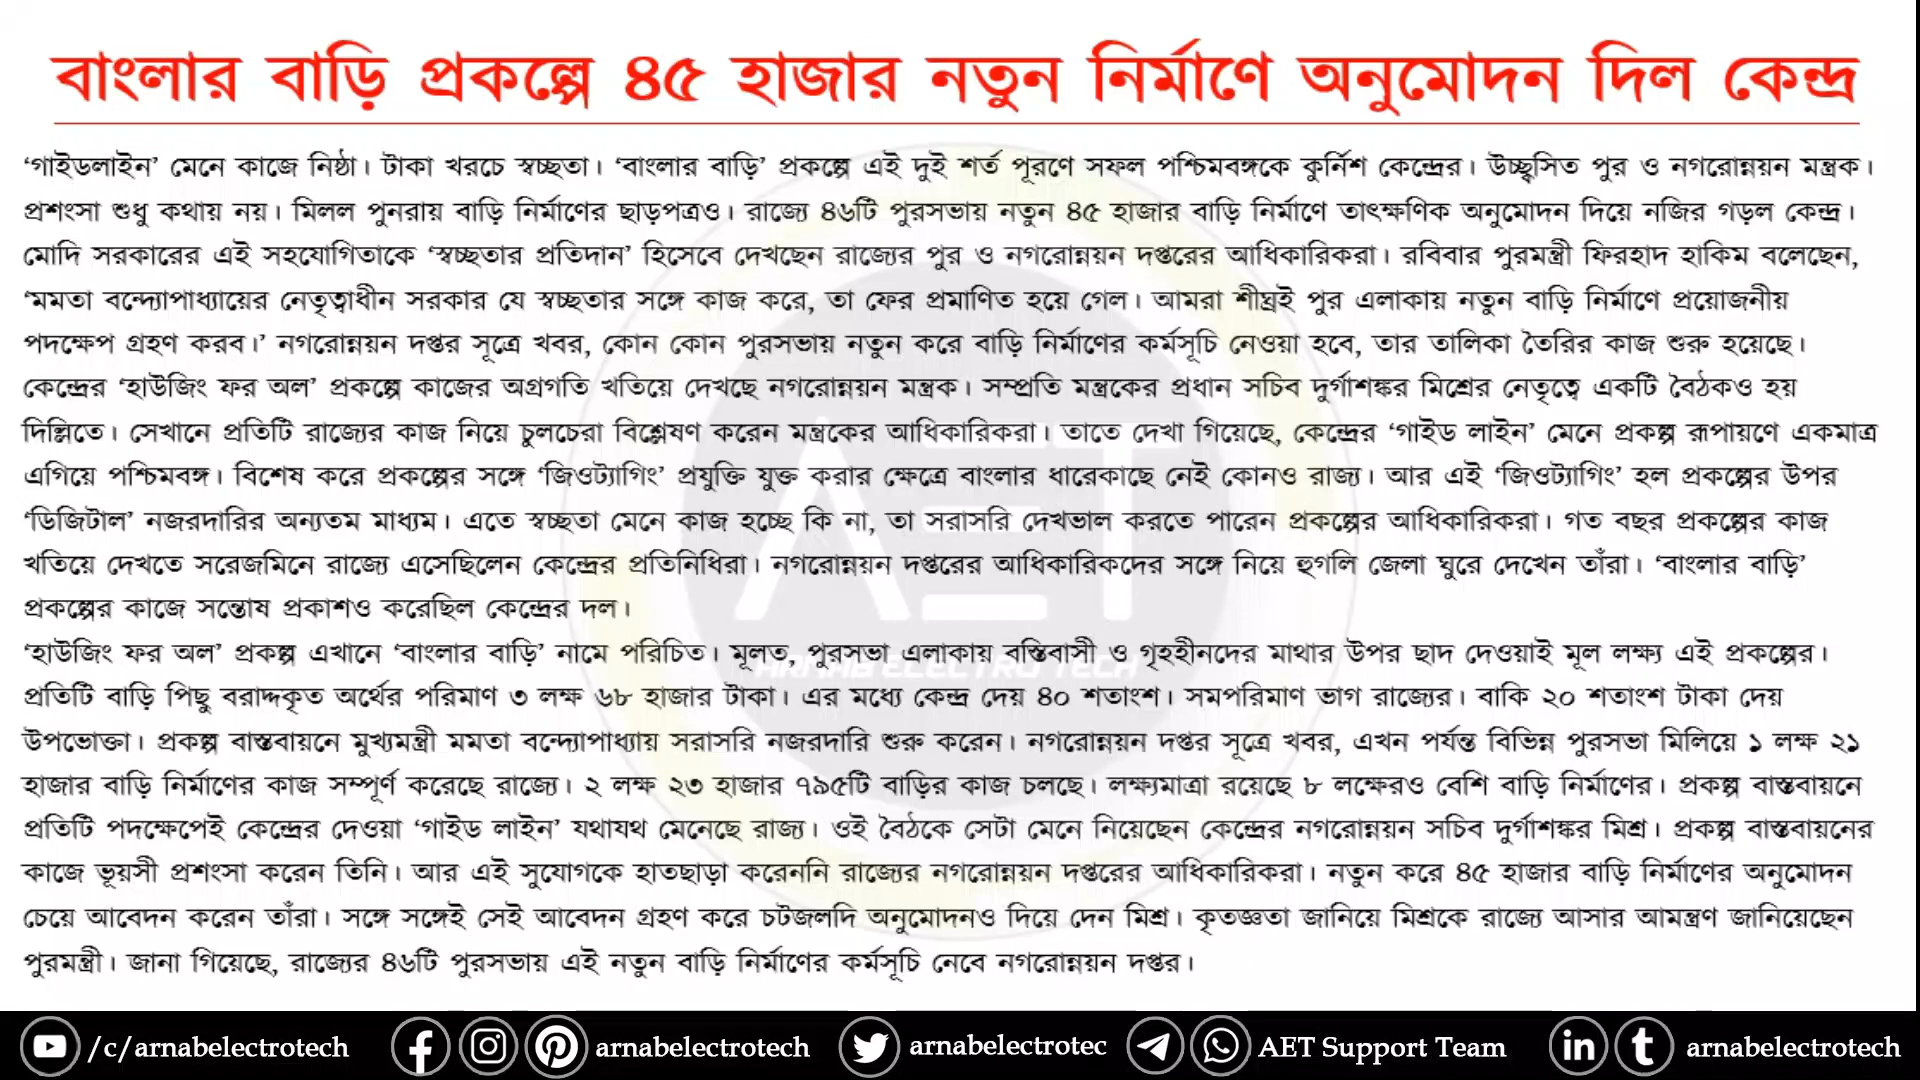 বাংলার বাড়ি প্রকল্পে ৪৫ হাজার নতুন নির্মাণে অনুমোদন দিল কেন্দ্র
‘গাইডলাইন’ মেনে কাজে নিষ্ঠা। টাকা খরচে স্বচ্ছতা। ‘বাংলার বাড়ি’ প্রকল্পে এই দুই শর্ত পূরণে সফল পশ্চিমবঙ্গকে কুর্নিশ কেন্দ্রের। উচ্ছ্বসিত পুর ও নগরোন্নয়ন মন্ত্রক।
প্রশংসা শুধু কথায় নয়। মিলল পুনরায় বাড়ি নির্মাণের ছাড়পত্রও। রাজ্যে ৪৬টি পুরসভায় নতুন ৪৫ হাজার বাড়ি নির্মাণে তাৎক্ষণিক অনুমোদন দিয়ে নজির গড়ল কেন্দ্র।
মোদি সরকারের এই সহযোগিতাকে ‘স্বচ্ছতার প্রতিদান’ হিসেবে দেখছেন রাজ্যের পুর ও নগরোন্নয়ন দপ্তরের আধিকারিকরা। রবিবার পুরমন্ত্রী ফিরহাদ হাকিম বলেছেন,
‘মমতা বন্দ্যোপাধ্যায়ের নেতৃত্বাধীন সরকার যে স্বচ্ছতার সঙ্গে কাজ করে, তা ফের প্রমাণিত হয়ে গেল। আমরা শীঘ্রই পুর এলাকায় নতুন বাড়ি নির্মাণে প্রয়োজনীয়
পদক্ষেপ গ্রহণ করব।’ নগরোন্নয়ন দপ্তর সূত্রে খবর, কোন কোন পুরসভায় নতুন করে বাড়ি নির্মাণের কর্মসূচি নেওয়া হবে, তার তালিকা তৈরির কাজ শুরু হয়েছে।
কেন্দ্রের ‘হাউজিং ফর অল’ প্রকল্পে কাজের অগ্রগতি খতিয়ে দেখছে নগরোন্নয়ন মন্ত্রক। সম্প্রতি মন্ত্রকের প্রধান সচিব দুর্গাশঙ্কর মিশ্রের নেতৃত্বে একটি বৈঠকও হয়
দিল্লিতে। সেখানে প্রতিটি রাজ্যের কাজ নিয়ে চুলচেরা বিশ্লেষণ করেন মন্ত্রকের আধিকারিকরা। তাতে দেখা গিয়েছে, কেন্দ্রের ‘গাইড লাইন’ মেনে প্রকল্প রূপায়ণে একমাত্র
এগিয়ে পশ্চিমবঙ্গ। বিশেষ করে প্রকল্পের সঙ্গে ‘জিওট্যাগিং’ প্রযুক্তি যুক্ত করার ক্ষেত্রে বাংলার ধারেকাছে নেই কোনও রাজ্য। আর এই ‘জিওট্যাগিং’ হল প্রকল্পের উপর
‘ডিজিটাল’ নজরদারির অন্যতম মাধ্যম। এতে স্বচ্ছতা মেনে কাজ হচ্ছে কি না, তা সরাসরি দেখভাল করতে পারেন প্রকল্পের আধিকারিকরা। গত বছর প্রকল্পের কাজ
খতিয়ে দেখতে সরেজমিনে রাজ্যে এসেছিলেন কেন্দ্রের প্রতিনিধিরা। নগরোন্নয়ন দপ্তরের আধিকারিকদের সঙ্গে নিয়ে হুগলি জেলা ঘুরে দেখেন তাঁরা। ‘বাংলার বাড়ি’
প্রকল্পের কাজে সন্তোষ প্রকাশও করেছিল কেন্দ্রের দল।
‘হাউজিং ফর অল’ প্রকল্প এখানে ‘বাংলার বাড়ি’ নামে পরিচিত। মূলত, পুরসভা এলাকায় বস্তিবাসী ও গৃহহীনদের মাথার উপর ছাদ দেওয়াই মূল লক্ষ্য এই প্রকল্পের।
প্রতিটি বাড়ি পিছু বরাদ্দকৃত অর্থের পরিমাণ ৩ লক্ষ ৬৮ হাজার টাকা। এর মধ্যে কেন্দ্র দেয় ৪০ শতাংশ। সমপরিমাণ ভাগ রাজ্যের। বাকি ২০ শতাংশ টাকা দেয়
উপভোক্তা। প্রকল্প বাস্তবায়নে মুখ্যমন্ত্রী মমতা বন্দ্যোপাধ্যায় সরাসরি নজরদারি শুরু করেন। নগরোন্নয়ন দপ্তর সূত্রে খবর, এখন পর্যন্ত বিভিন্ন পুরসভা মিলিয়ে ১ লক্ষ ২১
হাজার বাড়ি নির্মাণের কাজ সম্পূর্ণ করেছে রাজ্যে। ২ লক্ষ ২৩ হাজার ৭৯৫টি বাড়ির কাজ চলছে। লক্ষ্যমাত্রা রয়েছে ৮ লক্ষেরও বেশি বাড়ি নির্মাণের। প্রকল্প বাস্তবায়নে
প্রতিটি পদক্ষেপেই কেন্দ্রের দেওয়া ‘গাইড লাইন’ যথাযথ মেনেছে রাজ্য। ওই বৈঠকে সেটা মেনে নিয়েছেন কেন্দ্রের নগরোন্নয়ন সচিব দুর্গাশঙ্কর মিশ্র। প্রকল্প বাস্তবায়নের
কাজে ভূয়সী প্রশংসা করেন তিনি। আর এই সুযোগকে হাতছাড়া করেননি রাজ্যের নগরোন্নয়ন দপ্তরের আধিকারিকরা। নতুন করে ৪৫ হাজার বাড়ি নির্মাণের অনুমোদন
চেয়ে আবেদন করেন তাঁরা। সঙ্গে সঙ্গেই সেই আবেদন গ্রহণ করে চটজলদি অনুমোদনও দিয়ে দেন মিশ্র। কৃতজ্ঞতা জানিয়ে মিশ্রকে রাজ্যে আসার আমন্ত্রণ জানিয়েছেন
পুরমন্ত্রী। জানা গিয়েছে, রাজ্যের ৪৬টি পুরসভায় এই নতুন বাড়ি নির্মাণের কর্মসূচি নেবে নগরোন্নয়ন দপ্তর।
AET
ARNAB ELECTRO TECH
/c/arnabelectrotech arnabelectrotech arnabelectrotec AET Support Team arnabelectrotech